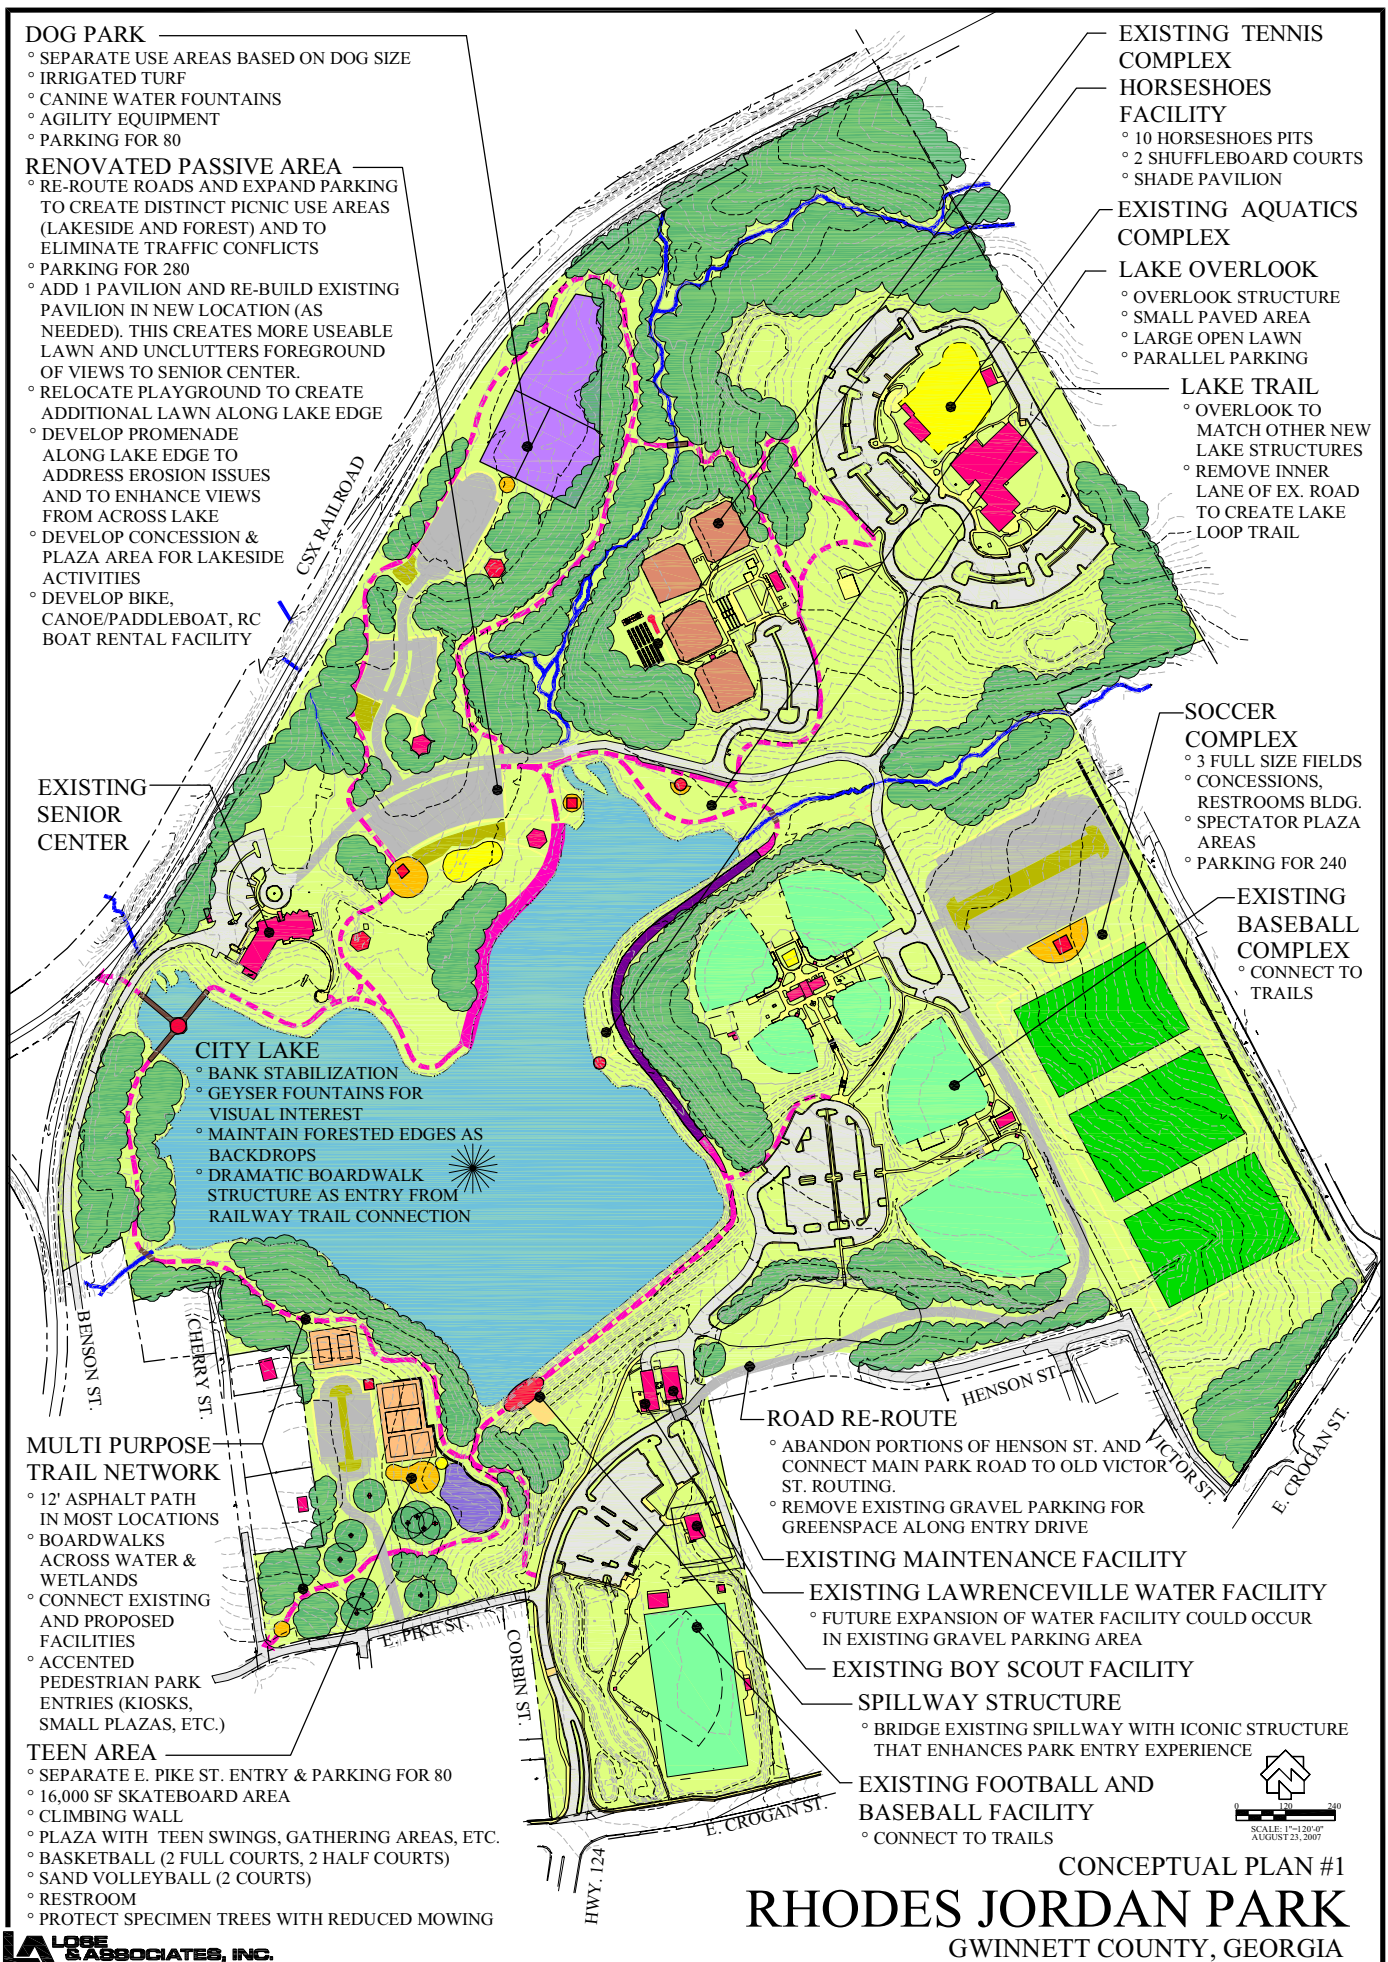 DOG PARK
° SEPARATE USE AREAS BASED ON DOG SIZE
° IRRIGATED TURF
° CANINE WATER FOUNTAINS
° AGILITY EQUIPMENT
° PARKING FOR 80
RENOVATED PASSIVE AREA
° RE-ROUTE ROADS AND EXPAND PARKING
TO CREATE DISTINCT PICNIC USE AREAS
(LAKESIDE AND FOREST) AND TO
ELIMINATE TRAFFIC CONFLICTS
° PARKING FOR 280
° ADD 1 PAVILION AND RE-BUILD EXISTING
PAVILION IN NEW LOCATION (AS
NEEDED). THIS CREATES MORE USEABLE
LAWN AND UNCLUTTERS FOREGROUND
OF VIEWS TO SENIOR CENTER.
° RELOCATE PLAYGROUND TO CREATE
ADDITIONAL LAWN ALONG LAKE EDGE
° DEVELOP PROMENADE
ALONG LAKE EDGE TO
ADDRESS EROSION ISSUES
AND TO ENHANCE VIEWS
FROM ACROSS LAKE
° DEVELOP CONCESSION &
PLAZA AREA FOR LAKESIDE
ACTIVITIES
° DEVELOP BIKE,
CANOE/PADDLEBOAT, RC
BOAT RENTAL FACILITY
CSX RAILROAD
EXISTING
SENIOR
CENTER
EXISTING TENNIS
COMPLEX
HORSESHOES
FACILITY
° 10 HORSESHOES PITS
° 2 SHUFFLEBOARD COURTS
° SHADE PAVILION
EXISTING AQUATICS
COMPLEX
LAKE OVERLOOK
° OVERLOOK STRUCTURE
° SMALL PAVED AREA
° LARGE OPEN LAWN
° PARALLEL PARKING
LAKE TRAIL
° OVERLOOK TO
MATCH OTHER NEW
LAKE STRUCTURES
° REMOVE INNER
LANE OF EX. ROAD
TO CREATE LAKE
LOOP TRAIL
SOCCER
COMPLEX
° 3 FULL SIZE FIELDS
° CONCESSIONS,
RESTROOMS BLDG.
° SPECTATOR PLAZA
AREAS
° PARKING FOR 240
EXISTING
BASEBALL
COMPLEX
° CONNECT TO
TRAILS
CITY LAKE
° BANK STABILIZATION
° GEYSER FOUNTAINS FOR
VISUAL INTEREST
° MAINTAIN FORESTED EDGES AS
BACKDROPS
° DRAMATIC BOARDWALK
STRUCTURE AS ENTRY FROM
RAILWAY TRAIL CONNECTION
BENSON ST.
CHERRY ST.
MULTI PURPOSE
TRAIL NETWORK
° 12' ASPHALT PATH
IN MOST LOCATIONS
° BOARDWALKS
ACROSS WATER &
WETLANDS
° CONNECT EXISTING
AND PROPOSED
FACILITIES
° ACCENTED
PEDESTRIAN PARK
ENTRIES (KIOSKS,
SMALL PLAZAS, ETC.)
TEEN AREA
° SEPARATE E. PIKE ST. ENTRY & PARKING FOR 80
° 16,000 SF SKATEBOARD AREA
° CLIMBING WALL
° PLAZA WITH TEEN SWINGS, GATHERING AREAS, ETC.
° BASKETBALL (2 FULL COURTS, 2 HALF COURTS)
° SAND VOLLEYBALL (2 COURTS)
° RESTROOM
° PROTECT SPECIMEN TREES WITH REDUCED MOWING
E. PIKE ST.
CORBIN ST.
HWY. 124
E. CROGAN ST.
HENSON ST.
VICTOR ST.
E. CROGAN ST.
ROAD RE-ROUTE
° ABANDON PORTIONS OF HENSON ST. AND
CONNECT MAIN PARK ROAD TO OLD VICTOR
ST. ROUTING.
° REMOVE EXISTING GRAVEL PARKING FOR
GREENSPACE ALONG ENTRY DRIVE
EXISTING MAINTENANCE FACILITY
EXISTING LAWRENCEVILLE WATER FACILITY
° FUTURE EXPANSION OF WATER FACILITY COULD OCCUR
IN EXISTING GRAVEL PARKING AREA
EXISTING BOY SCOUT FACILITY
SPILLWAY STRUCTURE
° BRIDGE EXISTING SPILLWAY WITH ICONIC STRUCTURE
THAT ENHANCES PARK ENTRY EXPERIENCE
EXISTING FOOTBALL AND
BASEBALL FACILITY
° CONNECT TO TRAILS
0 120 240
SCALE: 1"=120'-0"
AUGUST 23, 2007
CONCEPTUAL PLAN #1
RHODES JORDAN PARK
GWINNETT COUNTY, GEORGIA
LA LOSE
& ASSOCIATES, INC.